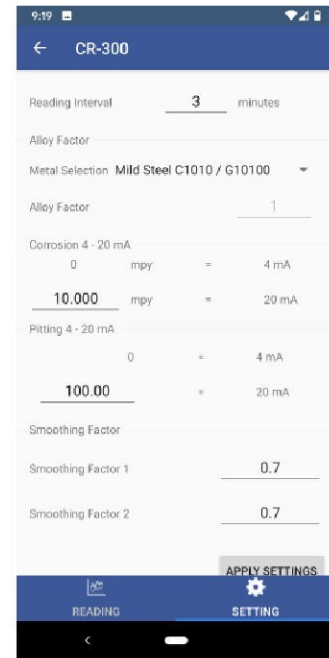 9:19
CR-300
Reading Interval 3 minutes
Alloy Factor
Metal Selection Mild Steel C1010 / G10100
Alloy Factor 1
Corrosion 4 - 20 mA
0 mpy = 4 mA
10.000 mpy = 20 mA
Pitting 4 - 20 mA
0 = 4 mA
100.00 = 20 mA
Smoothing Factor
Smoothing Factor 1 0.7
Smoothing Factor 2 0.7
APPLY SETTINGS
READING SETTING